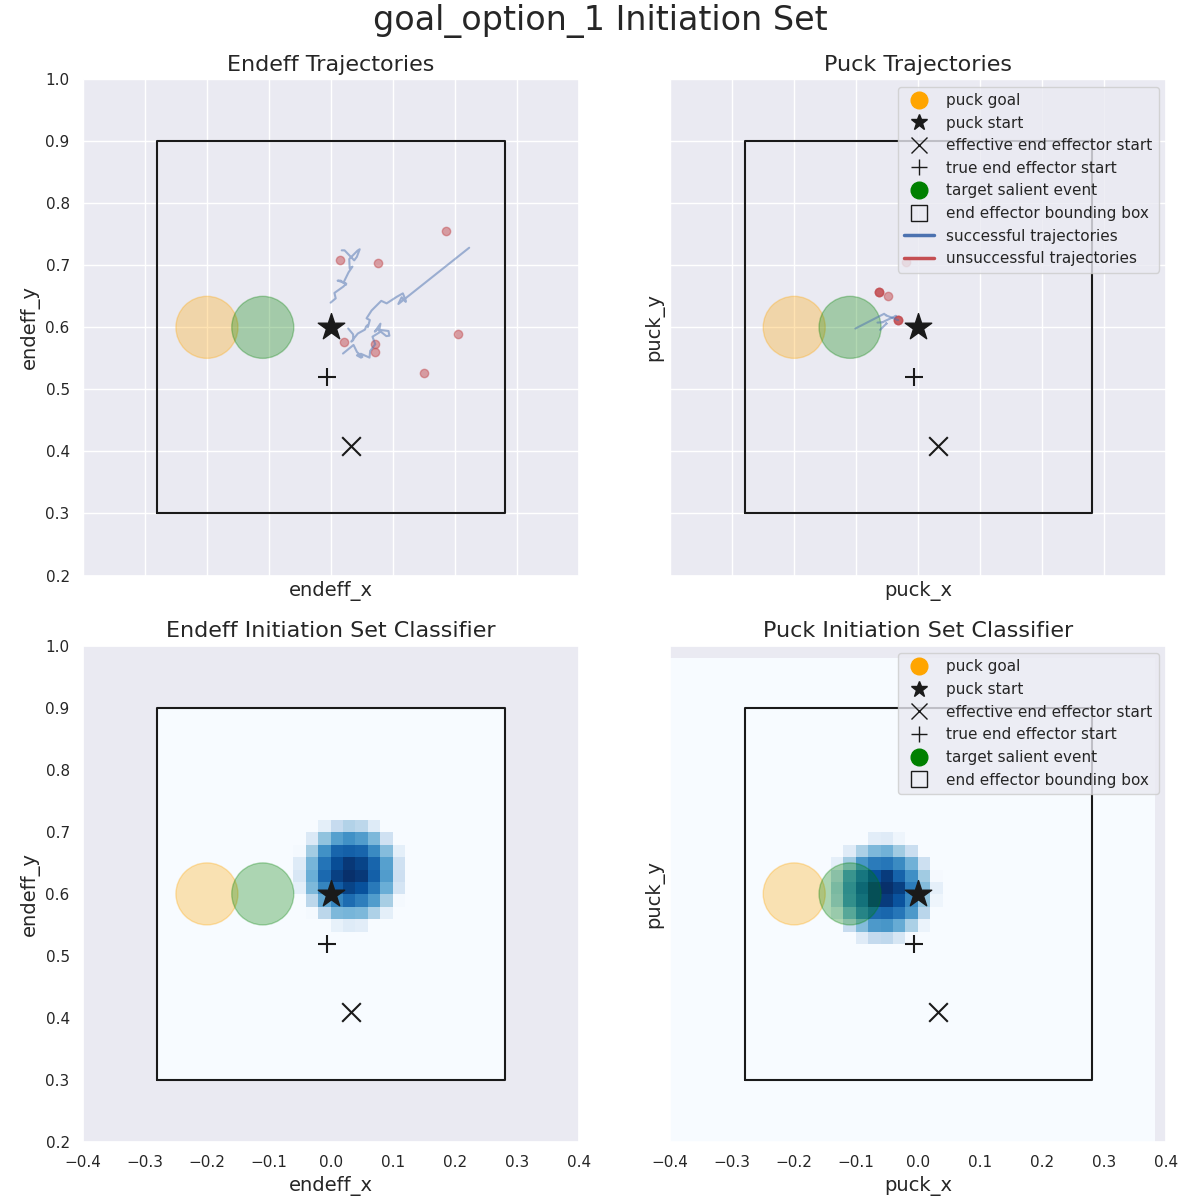 goal_option_1 Initiation Set
Endeff Trajectories
Puck Trajectories
1.0
0.9
0.8
0.7
0.6
0.5
0.4
0.3
0.2
endeff_y
endeff_x
puck_y
puck_x
puck goal
puck start
effective end effector start
true end effector start
target salient event
end effector bounding box
successful trajectories
unsuccessful trajectories
Endeff Initiation Set Classifier
Puck Initiation Set Classifier
1.0
0.9
0.8
0.7
0.6
0.5
0.4
0.3
0.2
endeff_y
−0.4 −0.3 −0.2 −0.1 0.0 0.1 0.2 0.3 0.4
endeff_x
puck_y
puck goal
puck start
effective end effector start
true end effector start
target salient event
end effector bounding box
−0.4 −0.3 −0.2 −0.1 0.0 0.1 0.2 0.3 0.4
puck_x